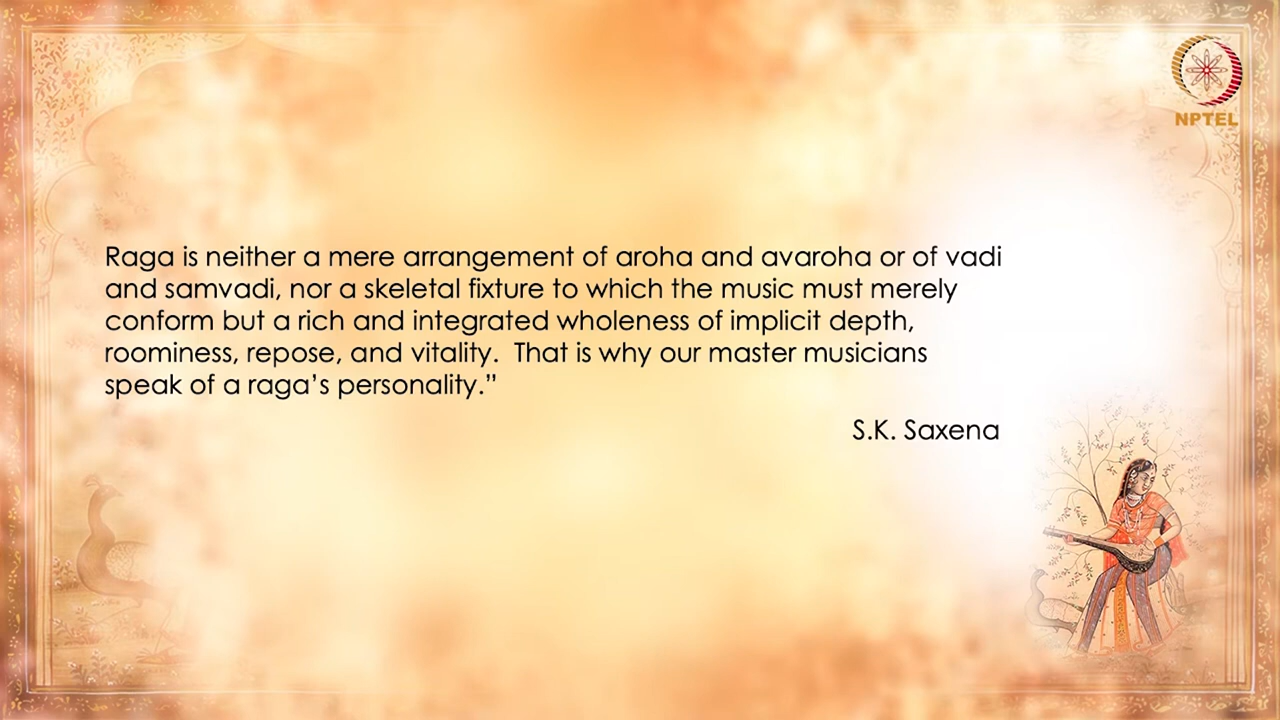 NPTEL
Raga is neither a mere arrangement of aroha and avaroha or of vadi
and samvadi, nor a skeletal fixture to which the music must merely
conform but a rich and integrated wholeness of implicit depth,
roominess, repose, and vitality.  That is why our master musicians
speak of a raga’s personality.”
S.K. Saxena